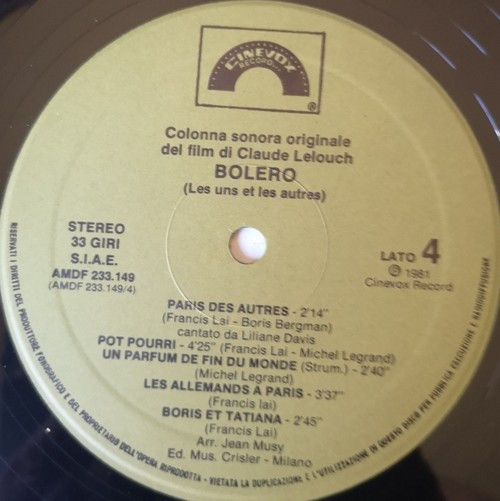 CINEVOX
RECORD
®
Colonna sonora originale
del film di Claude Lelouch
BOLERO
(Les uns et les autres)
STEREO
33 GIRI
S.I.A.E.
AMDF 233.149
(AMDF 233.149/4)
LATO 4
℗ 1981
Cinevox Record
PARIS DES AUTRES - 2'14"
(Francis Lai - Boris Bergman)
cantato da Liliane Davis
POT POURRI - 4'25" (Francis Lai - Michel Legrand)
UN PARFUM DE FIN DU MONDE (Strum.) - 2'40"
(Michel Legrand)
LES ALLEMANDS A PARIS - 3'37"
(Francis lai)
BORIS ET TATIANA - 2'45"
(Francis Lai)
Arr. Jean Musy
Ed. Mus. Crisler - Milano
RISERVATI I DIRITTI DEL PRODUTTORE FONOGRAFICO E DEL PROPRIETARIO DELL'OPERA RIPRODOTTA - VIETATA LA DUPLICAZIONE E L'UTILIZZAZIONE DI QUESTO DISCO PER PUBBLICA ESECUZIONE E RADIODIFFUSIONE